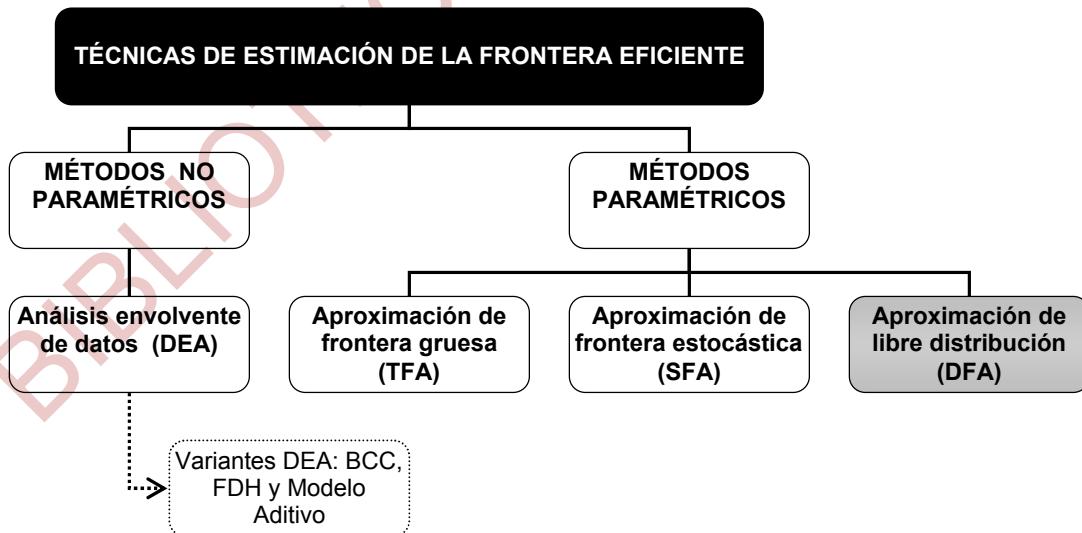 TÉCNICAS DE ESTIMACIÓN DE LA FRONTERA EFICIENTE
MÉTODOS NO
PARAMÉTRICOS
MÉTODOS
PARAMÉTRICOS
Análisis envolvente
de datos (DEA)
Aproximación de
frontera gruesa
(TFA)
Aproximación de
frontera estocástica
(SFA)
Aproximación de
libre distribución
(DFA)
Variantes DEA: BCC,
FDH y Modelo
Aditivo